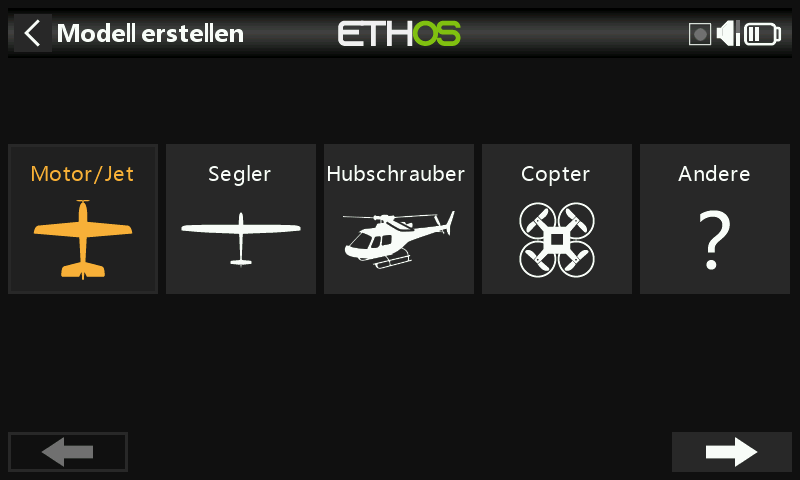 Modell erstellen
ETHOS
Motor/Jet
Segler
Hubschrauber
Copter
Andere
?